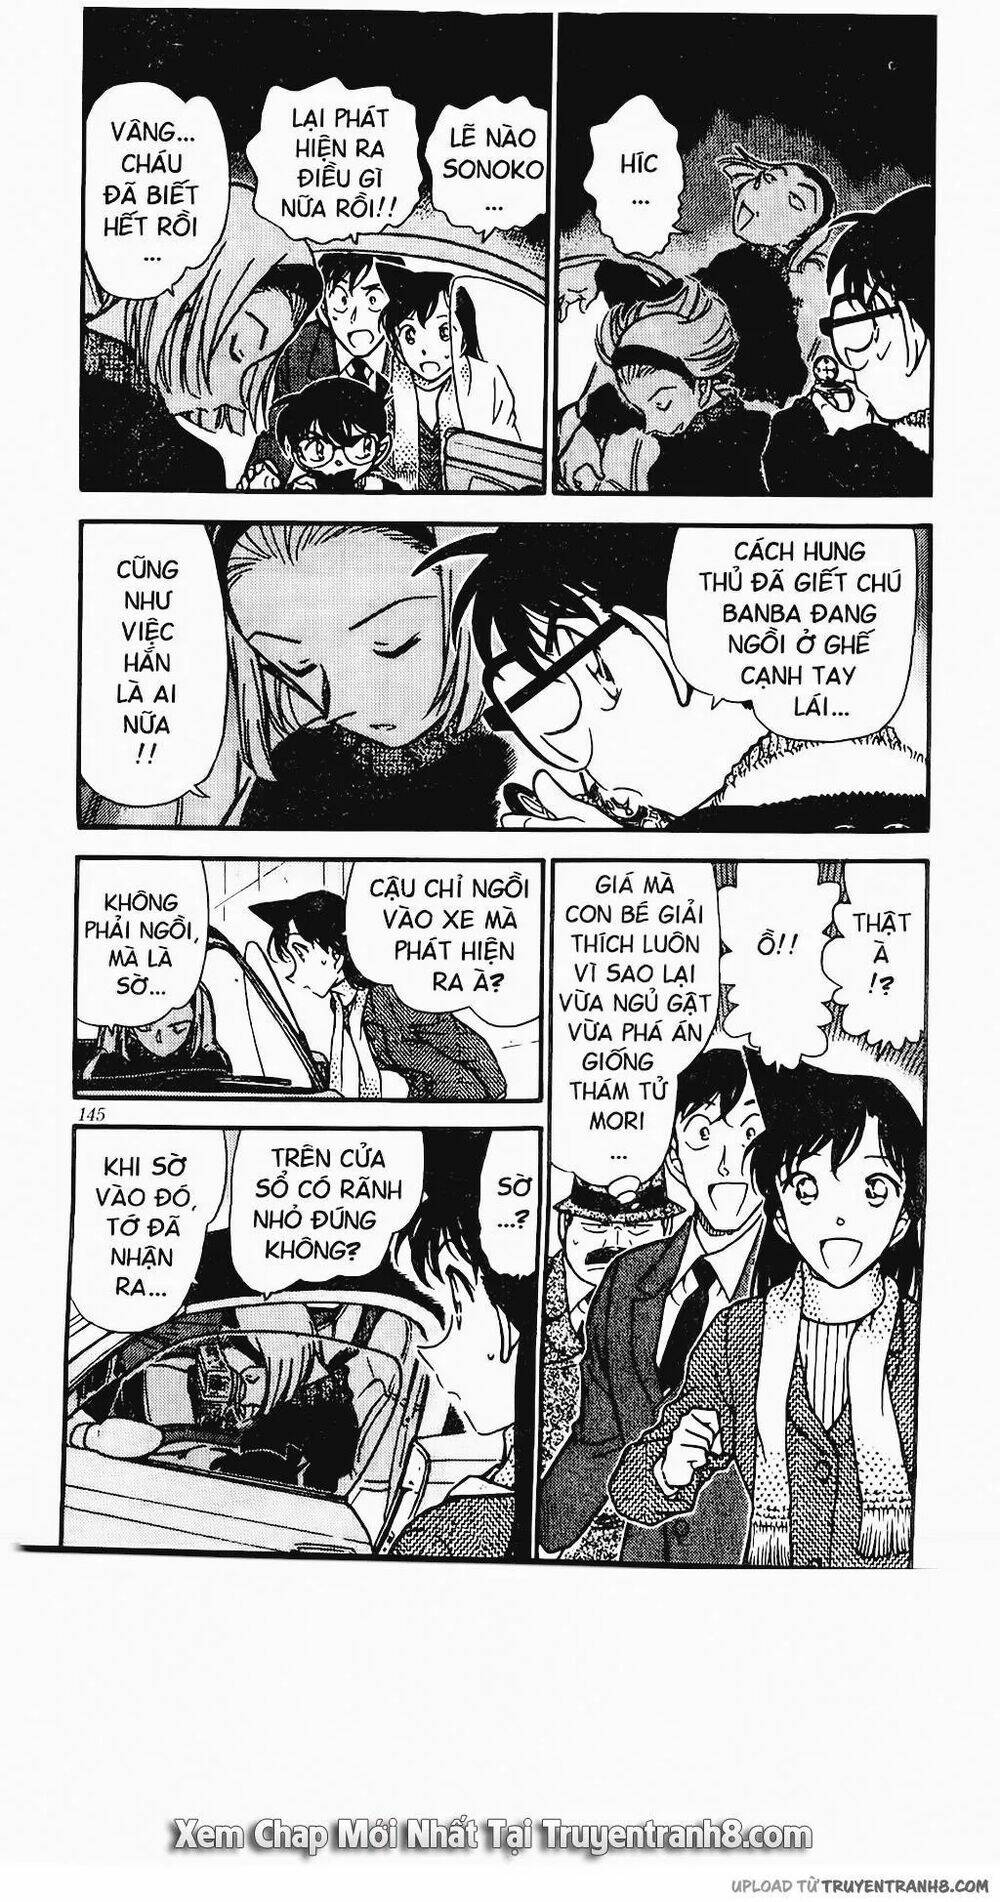 HÍC
...
LẼ NÀO
SONOKO
...
LẠI PHÁT
HIỆN RA
ĐIỀU GÌ
NỮA RỒI!!
VÂNG...
CHÁU
ĐÃ BIẾT
HẾT RỒI
...
CÁCH HUNG
THỦ ĐÃ GIẾT CHÚ
BANBA ĐANG
NGỒI Ở GHẾ
CẠNH TAY
LÁI...
CŨNG
NHƯ
VIỆC
HẮN
LÀ AI
NỮA
!!
THẬT
À
!?
Ồ!!
GIÁ MÀ
CON BÉ GIẢI
THÍCH LUÔN
VÌ SAO LẠI
VỪA NGỦ GẬT
VỪA PHÁ ÁN
GIỐNG
THÁM TỬ
MORI
...
CẬU CHỈ NGỒI
VÀO XE MÀ
PHÁT HIỆN
RA À?
KHÔNG
PHẢI NGỒI,
MÀ LÀ
SỜ...
145
SỜ
...?
TRÊN CỬA
SỔ CÓ RÃNH
NHỎ ĐÚNG
KHÔNG?
KHI SỜ
VÀO ĐÓ,
TỚ ĐÃ
NHẬN
RA...
Xem Chap Mới Nhất Tại Truyentranh8.com
UPLOAD TỪ TRUYENTRANH8.COM